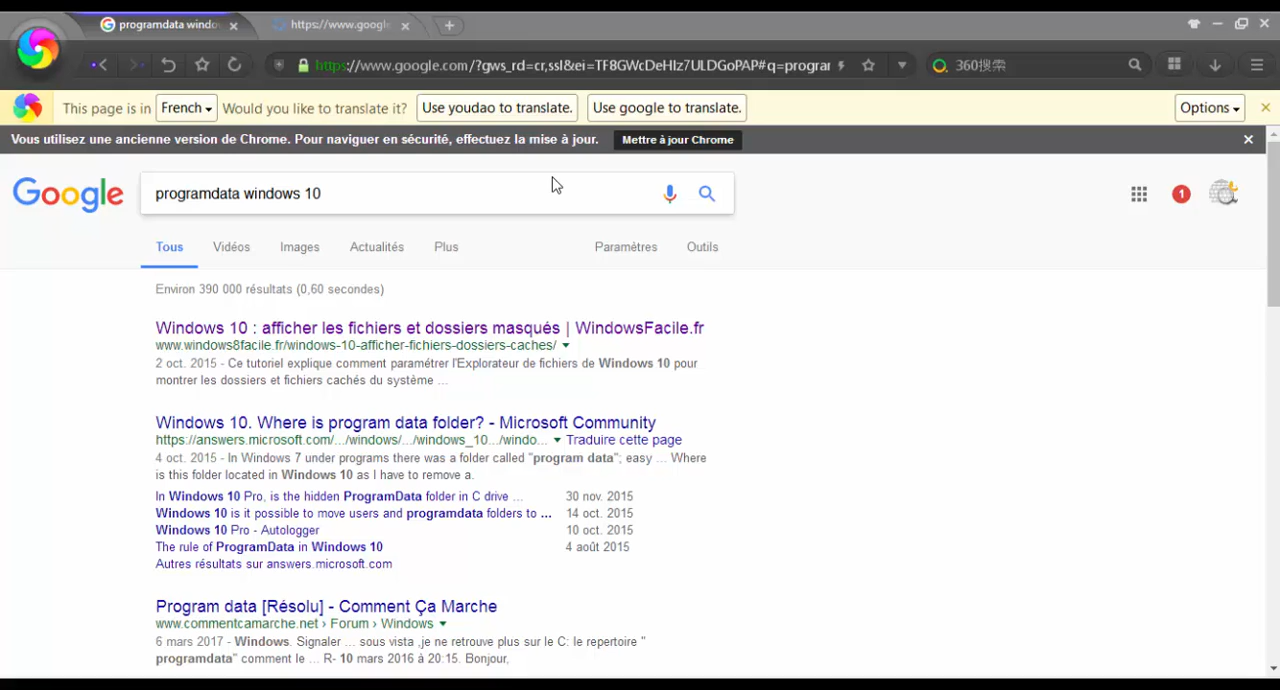 programdata windo
https://www.google
https://www.google.com/?gws_rd=cr,ssl&ei=TF8GWcDeHIz7ULDGoPAP#q=prograr
360搜索
This page is in French Would you like to translate it? Use youdao to translate. Use google to translate. Options
Vous utilisez une ancienne version de Chrome. Pour naviguer en sécurité, effectuez la mise à jour. Mettre à jour Chrome
Google
programdata windows 10
1
Tous Vidéos Images Actualités Plus Paramètres Outils
Environ 390 000 résultats (0,60 secondes)
Windows 10 : afficher les fichiers et dossiers masqués | WindowsFacile.fr
www.windows8facile.fr/windows-10-afficher-fichiers-dossiers-caches/
2 oct. 2015 - Ce tutoriel explique comment paramétrer l'Explorateur de fichiers de Windows 10 pour
montrer les dossiers et fichiers cachés du système ...
Windows 10. Where is program data folder? - Microsoft Community
https://answers.microsoft.com/.../windows/.../windows_10.../windo... Traduire cette page
4 oct. 2015 - In Windows 7 under programs there was a folder called "program data"; easy ... Where
is this folder located in Windows 10 as I have to remove a.
In Windows 10 Pro, is the hidden ProgramData folder in C drive ... 30 nov. 2015
Windows 10 is it possible to move users and programdata folders to ... 14 oct. 2015
Windows 10 Pro - Autologger 10 oct. 2015
The rule of ProgramData in Windows 10 4 août 2015
Autres résultats sur answers.microsoft.com
Program data [Résolu] - Comment Ça Marche
www.commentcamarche.net › Forum › Windows
6 mars 2017 - Windows. Signaler ... sous vista ,je ne retrouve plus sur le C: le repertoire "
programdata" comment le ... R- 10 mars 2016 à 20:15. Bonjour,